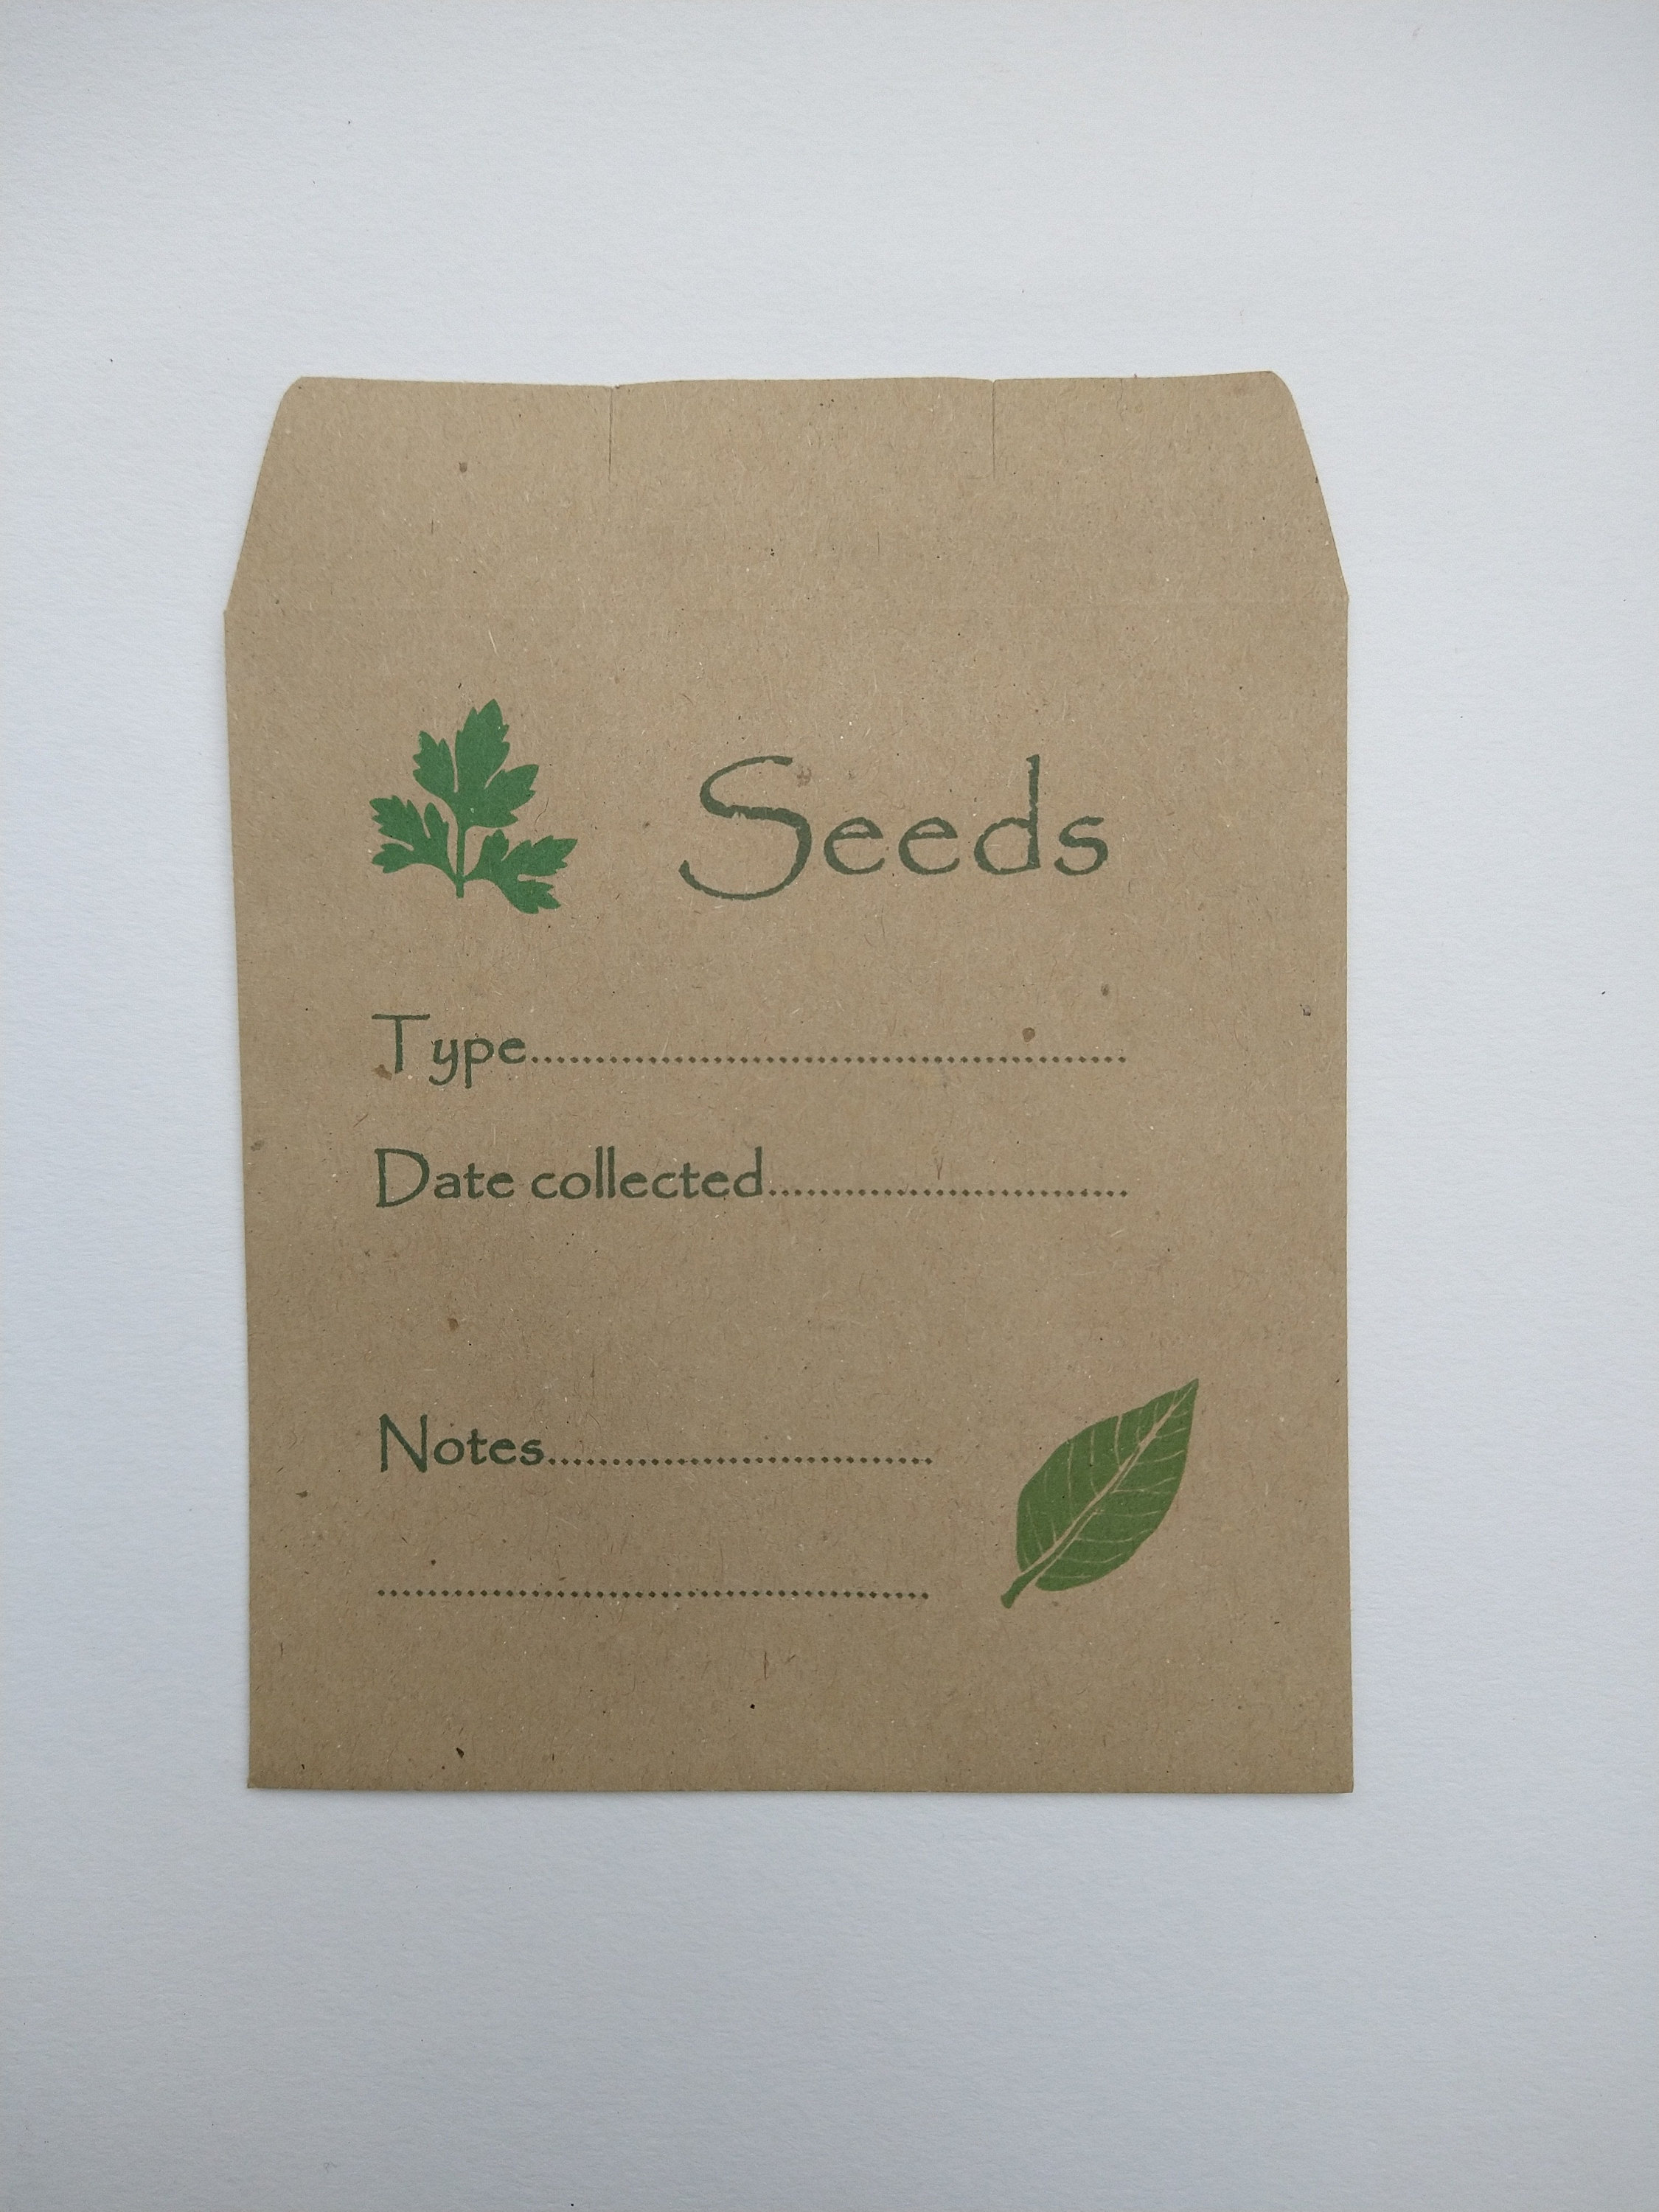 Seeds
Type..............................................
Date collected............................
Notes..............................
...........................................